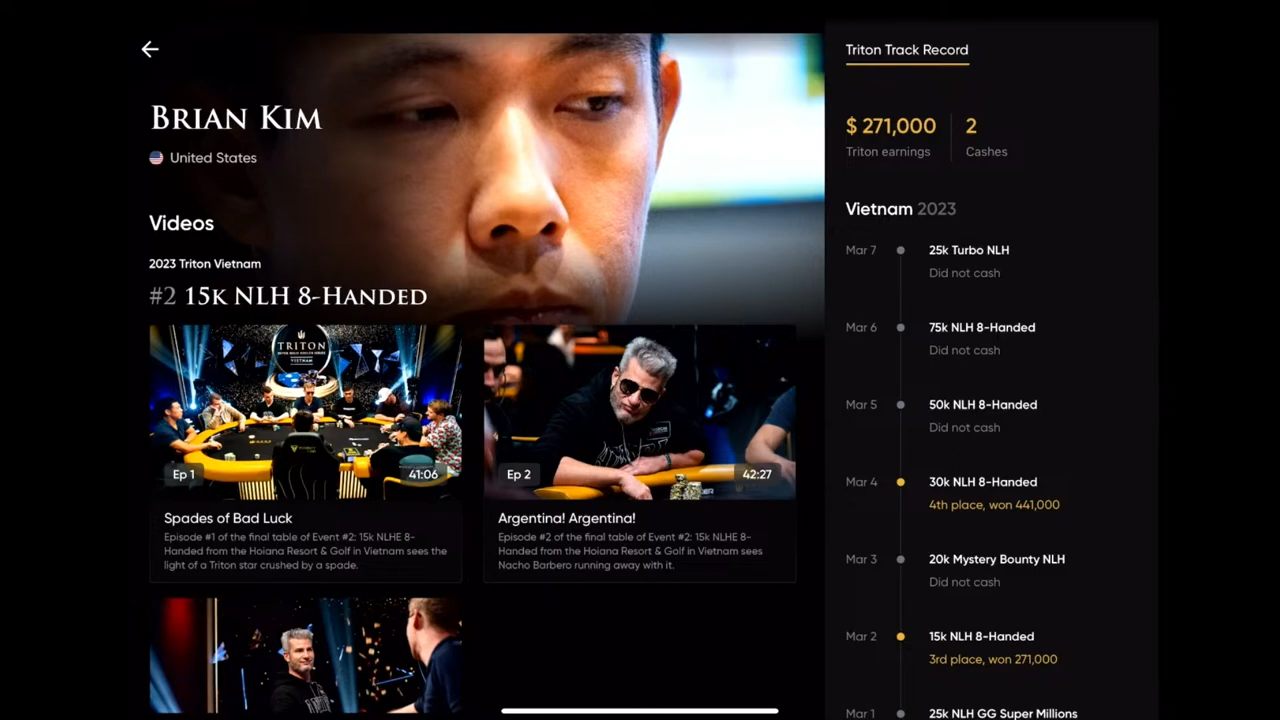 BRIAN KIM
United States
Videos
2023 Triton Vietnam
#2 15K NLH 8-HANDED
TRITON
VIETNAM
Ep 1
41:06
Spades of Bad Luck
Episode #1 of the final table of Event #2: 15k NLHE 8-
Handed from the Hoiana Resort & Golf in Vietnam sees the
light of a Triton star crushed by a spade.
Ep 2
42:27
Argentina! Argentina!
Episode #2 of the final table of Event #2: 15k NLHE 8-
Handed from the Hoiana Resort & Golf in Vietnam sees
Nacho Barbero running away with it.
Triton Track Record
$ 271,000
Triton earnings
2
Cashes
Vietnam 2023
Mar 7
25k Turbo NLH
Did not cash
Mar 6
75k NLH 8-Handed
Did not cash
Mar 5
50k NLH 8-Handed
Did not cash
Mar 4
30k NLH 8-Handed
4th place, won 441,000
Mar 3
20k Mystery Bounty NLH
Did not cash
Mar 2
15k NLH 8-Handed
3rd place, won 271,000
Mar 1
25k NLH GG Super Millions